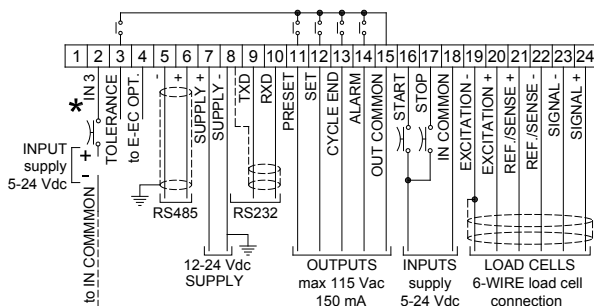 1 2 3 4 5 6 7 8 9 10 11 12 13 14 15 16 17 18 19 20 21 22 23 24
*
IN 3
TOLERANCE
to E-EC OPT.
-
+
SUPPLY +
SUPPLY -
TXD
RXD
PRESET
SET
CYCLE END
ALARM
OUT COMMON
START
STOP
IN COMMON
EXCITATION -
EXCITATION +
REF./SENSE +
REF./SENSE -
SIGNAL -
SIGNAL +
INPUT
supply
5-24 Vdc
+
-
to IN COMMMON
RS485
RS232
12-24 Vdc
SUPPLY
OUTPUTS
max 115 Vac
150 mA
INPUTS
supply
5-24 Vdc
LOAD CELLS
6-WIRE load cell
connection